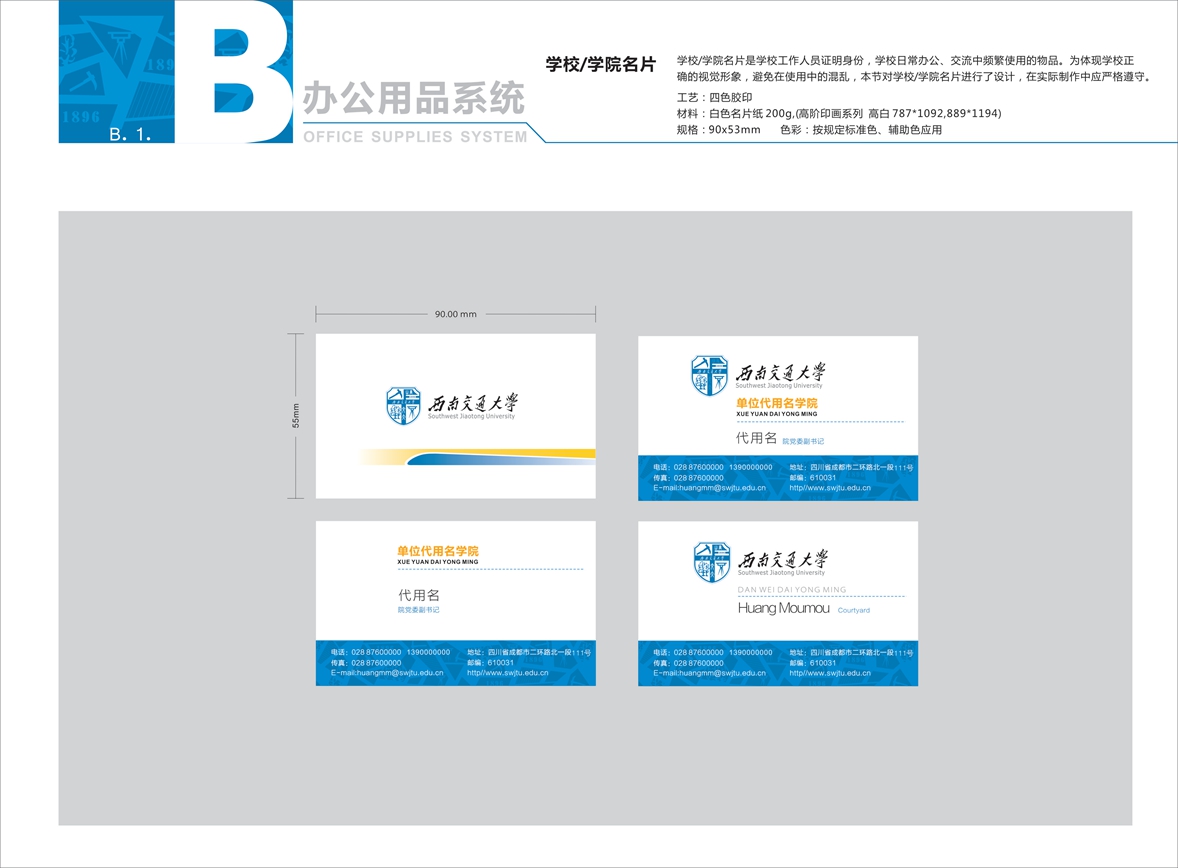 189
1896
B. 1.
B
办公用品系统
OFFICE SUPPLIES SYSTEM
学校/学院名片
学校/学院名片是学校工作人员证明身份，学校日常办公、交流中频繁使用的物品。为体现学校正
确的视觉形象，避免在使用中的混乱，本节对学校/学院名片进行了设计，在实际制作中应严格遵守。
工艺：四色胶印
材料：白色名片纸 200g,(高阶印画系列 高白 787*1092,889*1194)
规格：90x53mm 色彩：按规定标准色、辅助色应用
90.00 mm
55mm
西南交通大学
Southwest Jiaotong University
西南交通大学
Southwest Jiaotong University
单位代用名学院
XUE YUAN DAI YONG MING
代用名 院党委副书记
电话：028 87600000 1390000000 地址：四川省成都市二环路北一段111号
传真：028 87600000 邮编：610031
E-mail:huangmm@swjtu.edu.cn http//www.swjtu.edu.cn
单位代用名学院
XUE YUAN DAI YONG MING
代用名
院党委副书记
电话：028 87600000 1390000000 地址：四川省成都市二环路北一段111号
传真：028 87600000 邮编：610031
E-mail:huangmm@swjtu.edu.cn http//www.swjtu.edu.cn
西南交通大学
Southwest Jiaotong University
DAN WEI DAI YONG MING
Huang Moumou Courtyard
电话：028 87600000 1390000000 地址：四川省成都市二环路北一段111号
传真：028 87600000 邮编：610031
E-mail:huangmm@swjtu.edu.cn http//www.swjtu.edu.cn